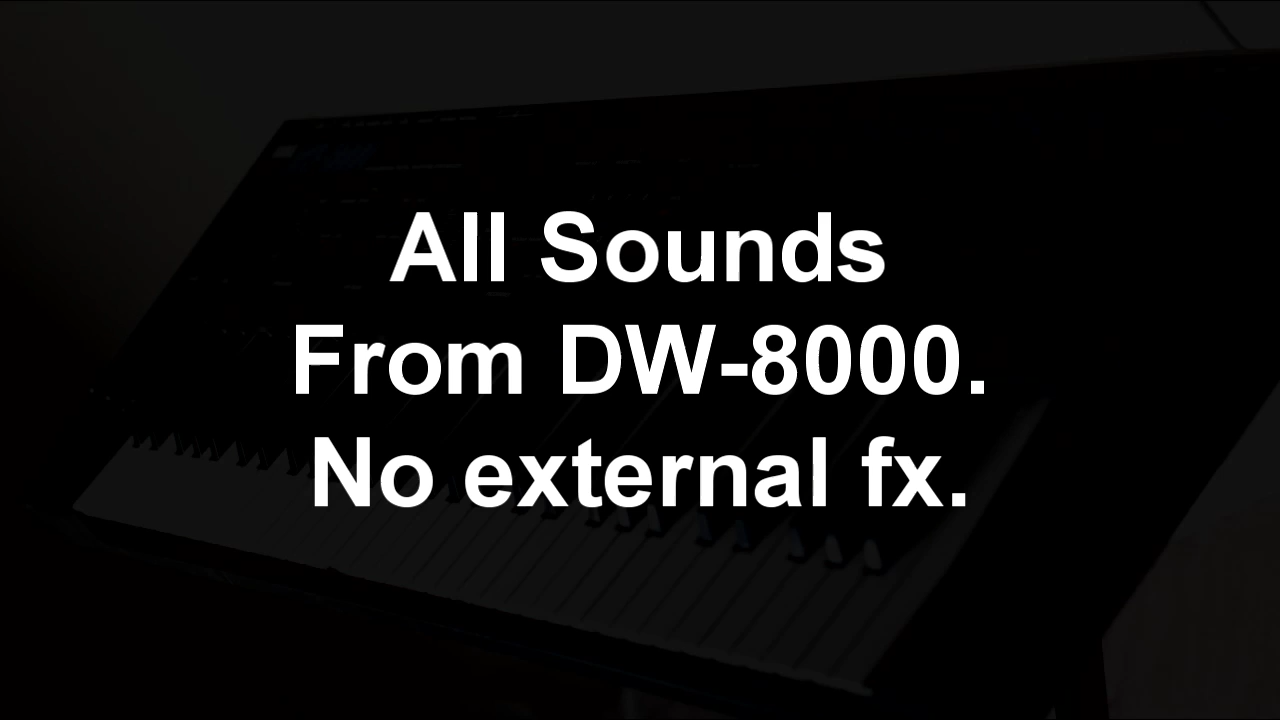 All Sounds
From DW-8000.
No external fx.